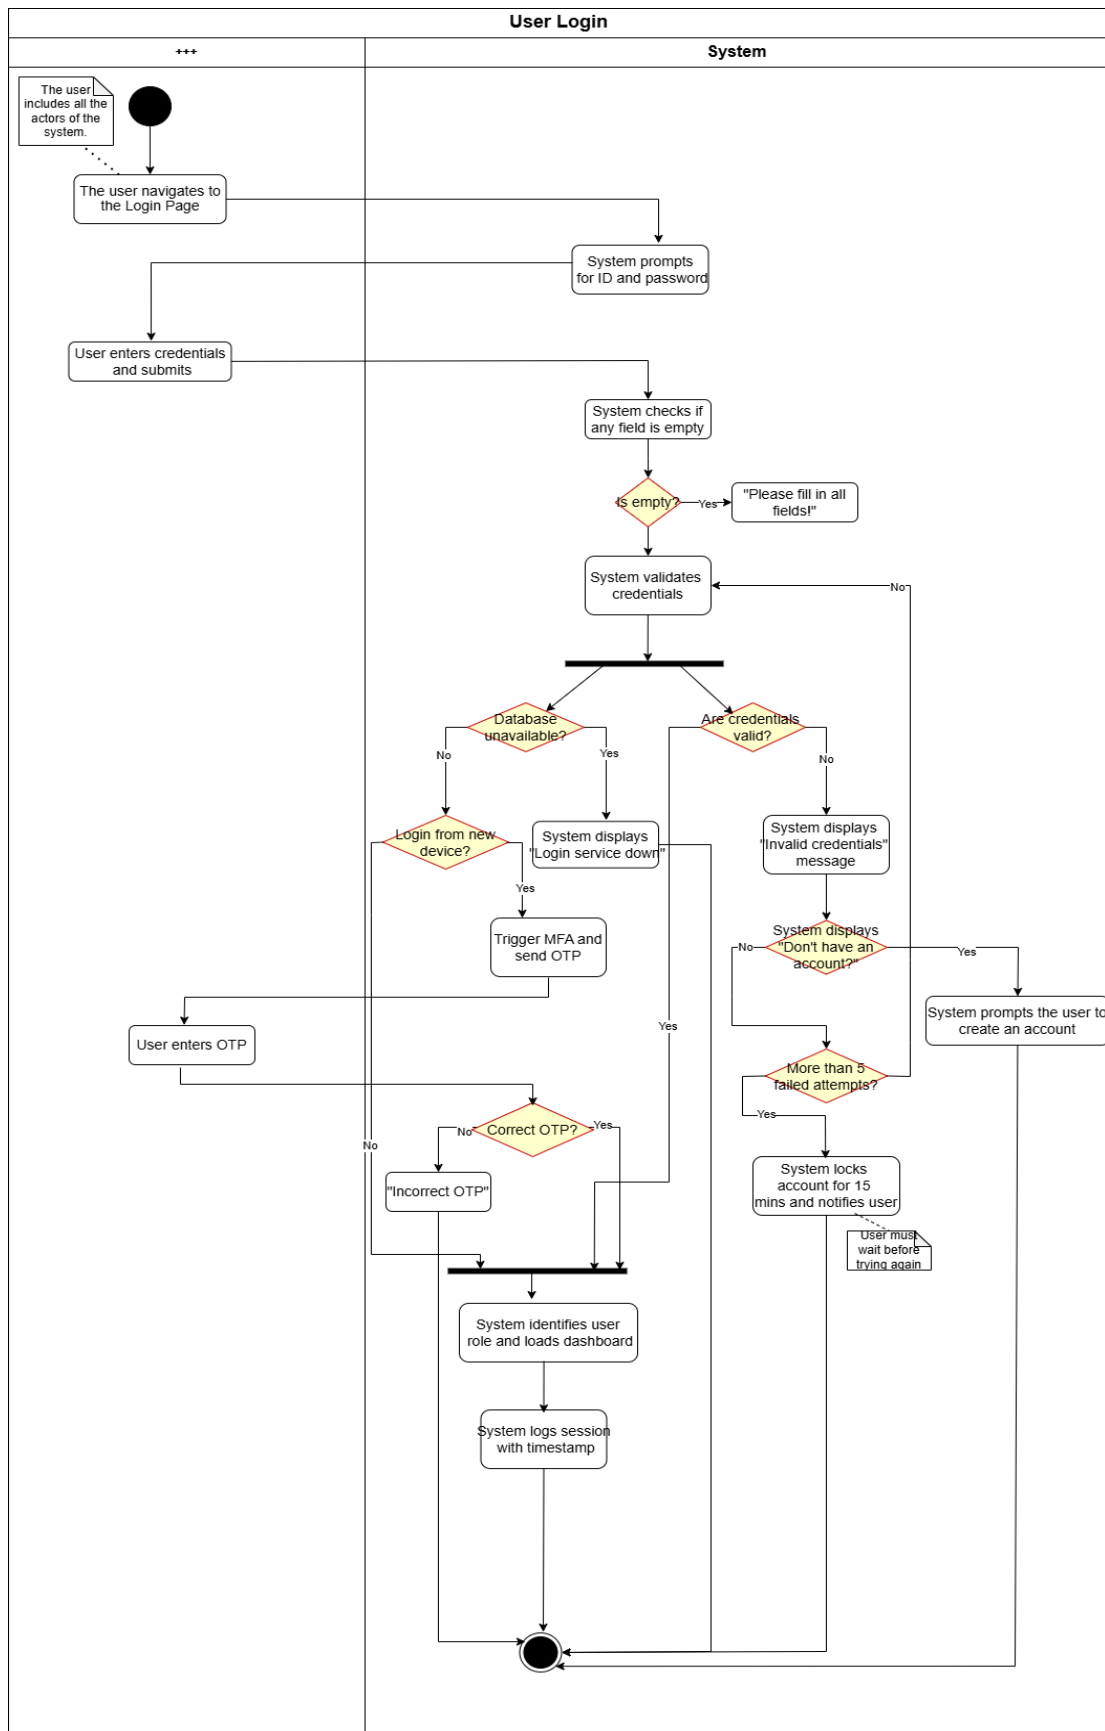 User Login
+++
System
The user
includes all the
actors of the
system.
The user navigates to
the Login Page
System prompts
for ID and password
User enters credentials
and submits
System checks if
any field is empty
Is empty?
Yes
"Please fill in all
fields!"
System validates
credentials
No
Database
unavailable?
Are credentials
valid?
No
Yes
No
Login from new
device?
System displays
"Login service down"
System displays
"Invalid credentials"
message
Yes
Trigger MFA and
send OTP
System displays
"Don't have an
account?"
No
Yes
User enters OTP
Yes
System prompts the user to
create an account
More than 5
failed attempts?
Yes
Correct OTP?
No
Yes
No
"Incorrect OTP"
System locks
account for 15
mins and notifies user
User must
wait before
trying again
System identifies user
role and loads dashboard
System logs session
with timestamp